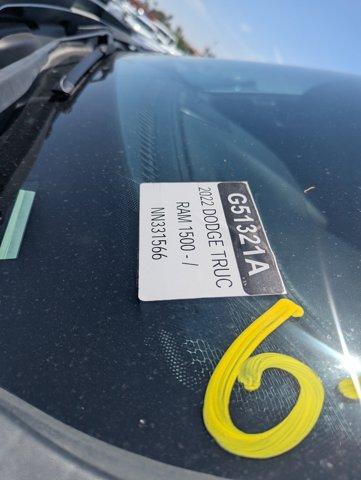 G51321A
2022 DODGE TRUC
RAM 1500 - /
NN331566
6.